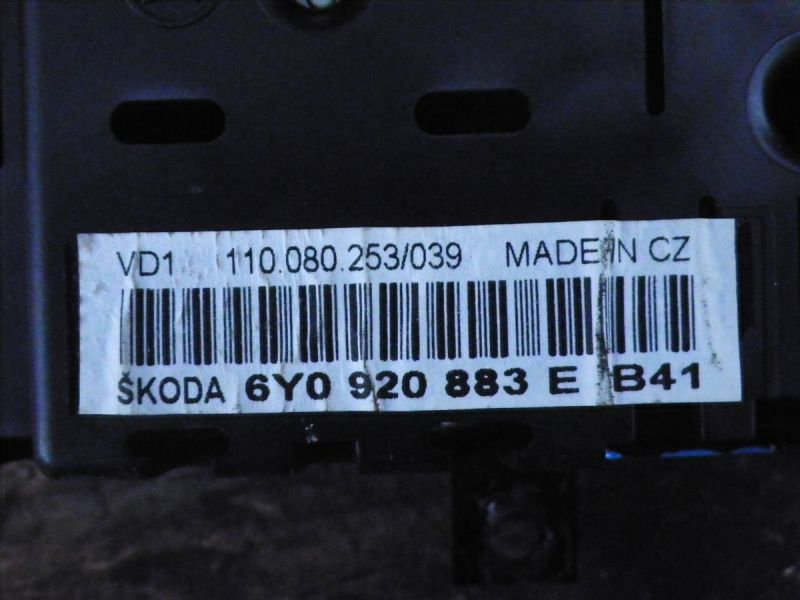 VD1 110.080.253/039 MADE IN CZ
ŠKODA 6Y0 920 883 E B41